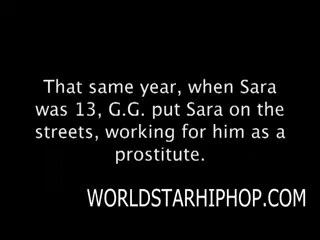 That same year, when Sara
was 13, G.G. put Sara on the
streets, working for him as a
prostitute.
WORLDSTARHIPHOP.COM